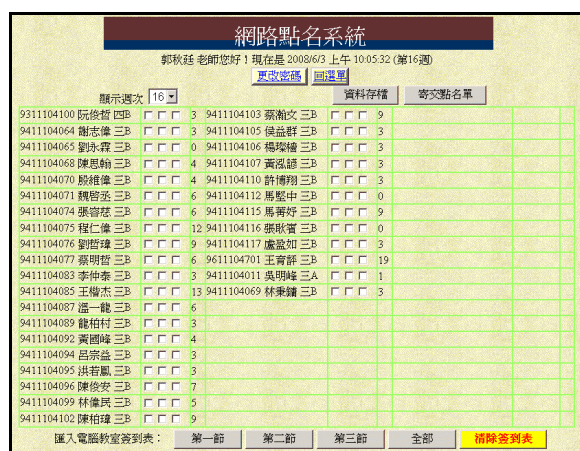 網路點名系統
郭秋廷 老師您好！現在是 2008/6/3 上午 10:05:32 (第16週)
更改密碼 回選單
顯示週次 16 資料存檔 寄交點名單
9311104100 阮俊哲 四B 3 9411104103 蔡瀚文 三B 9
9411104064 謝志偉 三B 3 9411104105 侯益群 三B 3
9411104065 劉永霖 三B 0 9411104106 楊璨檜 三B 3
9411104068 陳思翰 三B 4 9411104107 黃泓諺 三B 3
9411104070 殷維偉 三B 4 9411104110 許博翔 三B 3
9411104071 魏啓丞 三B 6 9411104112 馬堅中 三B 0
9411104074 張容慈 三B 6 9411104115 馬菁妤 三B 9
9411104075 程仁偉 三B 12 9411104116 張耿賓 三B 0
9411104076 劉哲瑋 三B 9 9411104117 盧盈如 三B 3
9411104077 蔡明哲 三B 6 9611104701 王育評 三B 19
9411104083 李仲泰 三B 3 9411104011 吳明峰 三A 1
9411104085 王楷杰 三B 13 9411104069 林秉鏞 三B 3
9411104087 溫一龍 三B 6
9411104089 龍柏村 三B 3
9411104092 黃國峰 三B 4
9411104094 呂宗益 三B 3
9411104095 洪若鳳 三B 3
9411104096 陳俊安 三B 7
9411104099 林偉民 三B 5
9411104102 陳柏瑋 三B 9
匯入電腦教室簽到表： 第一節 第二節 第三節 全部 清除簽到表